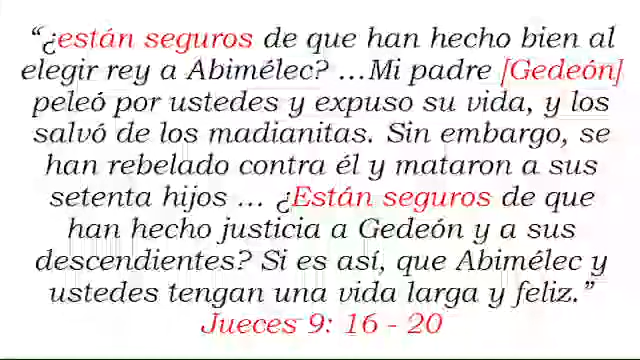 “¿están seguros de que han hecho bien al
elegir rey a Abimélec? ...Mi padre [Gedeón]
peleó por ustedes y expuso su vida, y los
salvó de los madianitas. Sin embargo, se
han rebelado contra él y mataron a sus
setenta hijos ... ¿Están seguros de que
han hecho justicia a Gedeón y a sus
descendientes? Si es así, que Abimélec y
ustedes tengan una vida larga y feliz.”
Jueces 9: 16 - 20